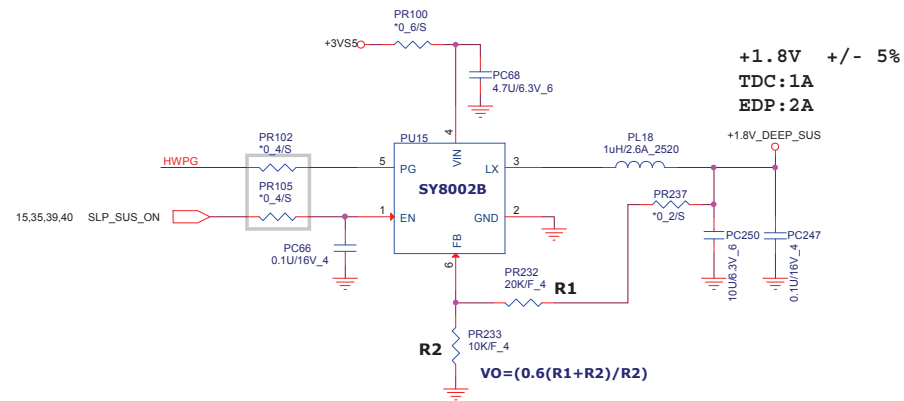 PR100
*0_6/S
+3VS5
PC68
4.7U/6.3V_6
+1.8V +/- 5%
TDC:1A
EDP:2A
+1.8V_DEEP_SUS
PU15
4
VIN
PR102
*0_4/S
HWPG
5
PG
LX
3
PL18
1uH/2.6A_2520
SY8002B
PR105
*0_4/S
15,35,39,40 SLP_SUS_ON
1
EN
GND
2
PR237
*0_2/S
FB
6
PC66
0.1U/16V_4
PC250
10U/6.3V_6
PC247
0.1U/16V_4
PR232
20K/F_4
R1
R2
PR233
10K/F_4
VO=(0.6(R1+R2)/R2)